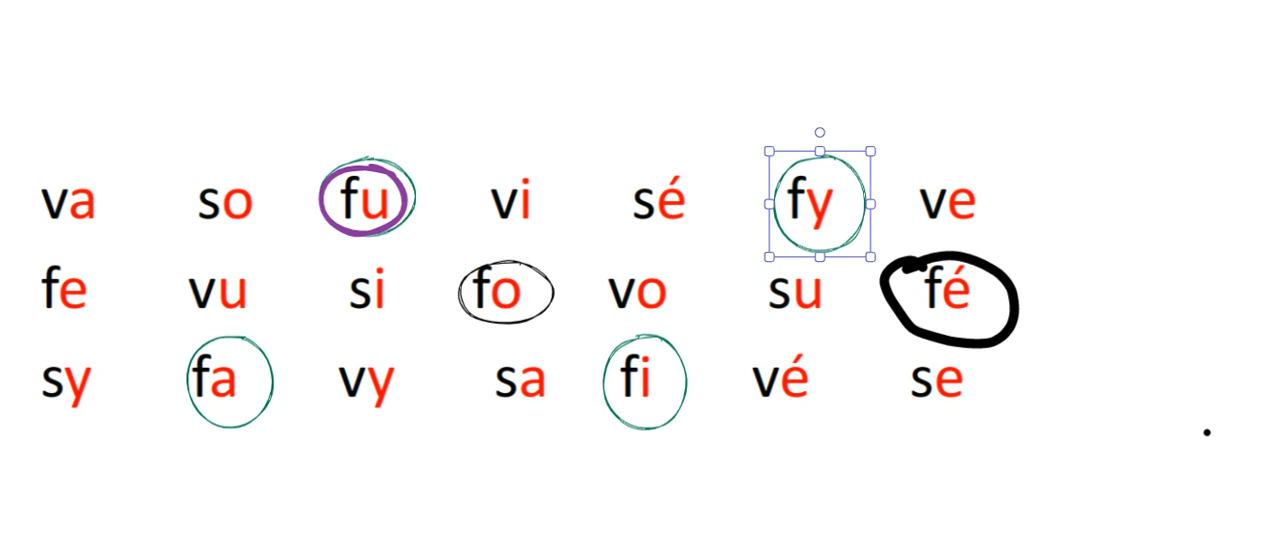 va so fu vi sé fy ve
fe vu si fo vo su fé
sy fa vy sa fi vé se